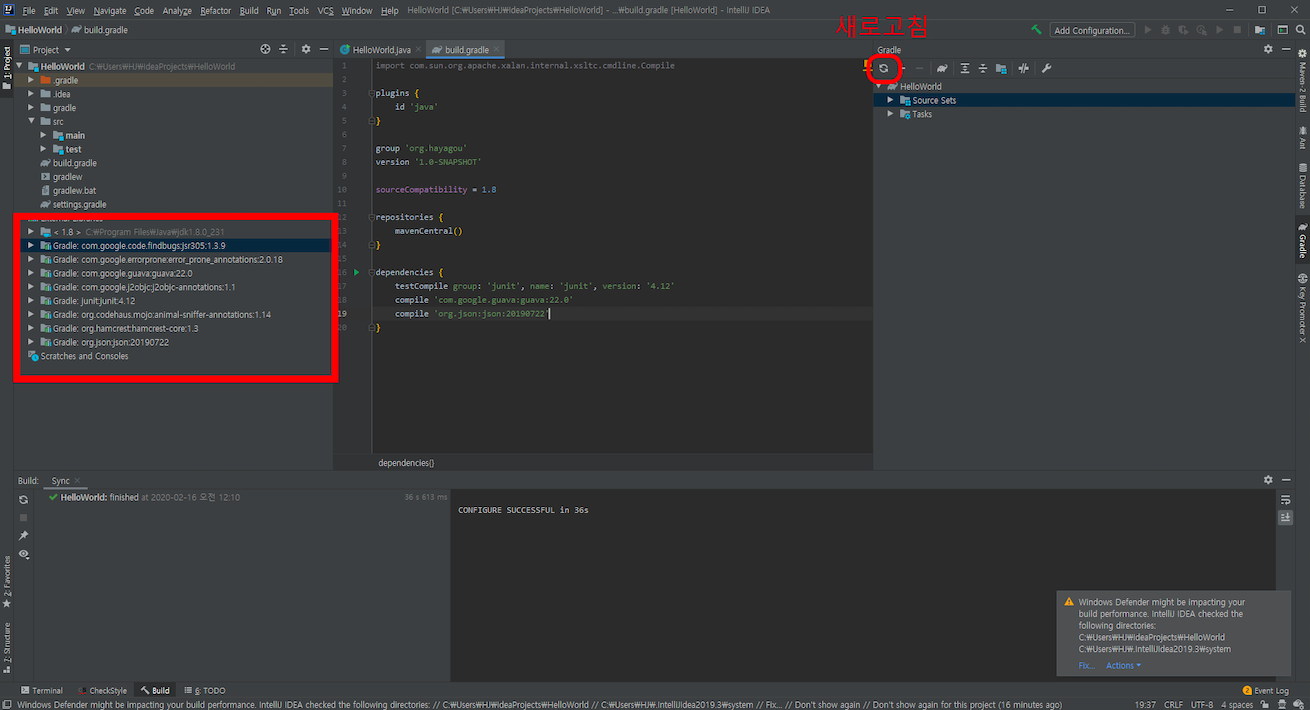 File Edit View Navigate Code Analyze Refactor Build Run Tools VCS Window Help HelloWorld [C:₩Users₩HJ₩IdeaProjects₩HelloWorld] - ...₩build.gradle [HelloWorld] - IntelliJ IDEA
HelloWorld build.gradle
새로고침
Add Configuration...
Project
HelloWorld.java
build.gradle
Gradle
HelloWorld C:₩Users₩HJ₩IdeaProjects₩HelloWorld
.gradle
.idea
gradle
src
main
test
build.gradle
gradlew
gradlew.bat
settings.gradle
External Libraries
< 1.8 > C:₩Program Files₩Java₩jdk1.8.0_231
Gradle: com.google.code.findbugs:jsr305:1.3.9
Gradle: com.google.errorprone:error_prone_annotations:2.0.18
Gradle: com.google.guava:guava:22.0
Gradle: com.google.j2objc:j2objc-annotations:1.1
Gradle: junit:junit:4.12
Gradle: org.codehaus.mojo:animal-sniffer-annotations:1.14
Gradle: org.hamcrest:hamcrest-core:1.3
Gradle: org.json:json:20190722
Scratches and Consoles
1 import com.sun.org.apache.xalan.internal.xsltc.cmdline.Compile
2
3 plugins {
4 id 'java'
5 }
6
7 group 'org.hayagou'
8 version '1.0-SNAPSHOT'
9
10 sourceCompatibility = 1.8
11
12 repositories {
13 mavenCentral()
14 }
15
16 dependencies {
17 testCompile group: 'junit', name: 'junit', version: '4.12'
18 compile 'com.google.guava:guava:22.0'
19 compile 'org.json:json:20190722'
20 }
dependencies{}
HelloWorld
Source Sets
Tasks
1: Project
2: Favorites
7: Structure
Maven-2 Build
Ant
Database
Gradle
Key Promoter X
Build: Sync
HelloWorld: finished at 2020-02-16 오전 12:10 36 s 613 ms
CONFIGURE SUCCESSFUL in 36s
Windows Defender might be impacting your
build performance. IntelliJ IDEA checked the
following directories:
C:₩Users₩HJ₩IdeaProjects₩HelloWorld
C:₩Users₩HJ₩.IntelliJIdea2019.3₩system
Fix... Actions
Terminal CheckStyle Build 6: TODO 2 Event Log
Windows Defender might be impacting your build performance. IntelliJ IDEA checked the following directories: // C:₩Users₩HJ₩IdeaProjects₩HelloWorld // C:₩Users₩HJ₩.IntelliJIdea2019.3₩system // Fix... // Don't show again // Don't show again for this project (16 minutes ago) 19:37 CRLF UTF-8 4 spaces